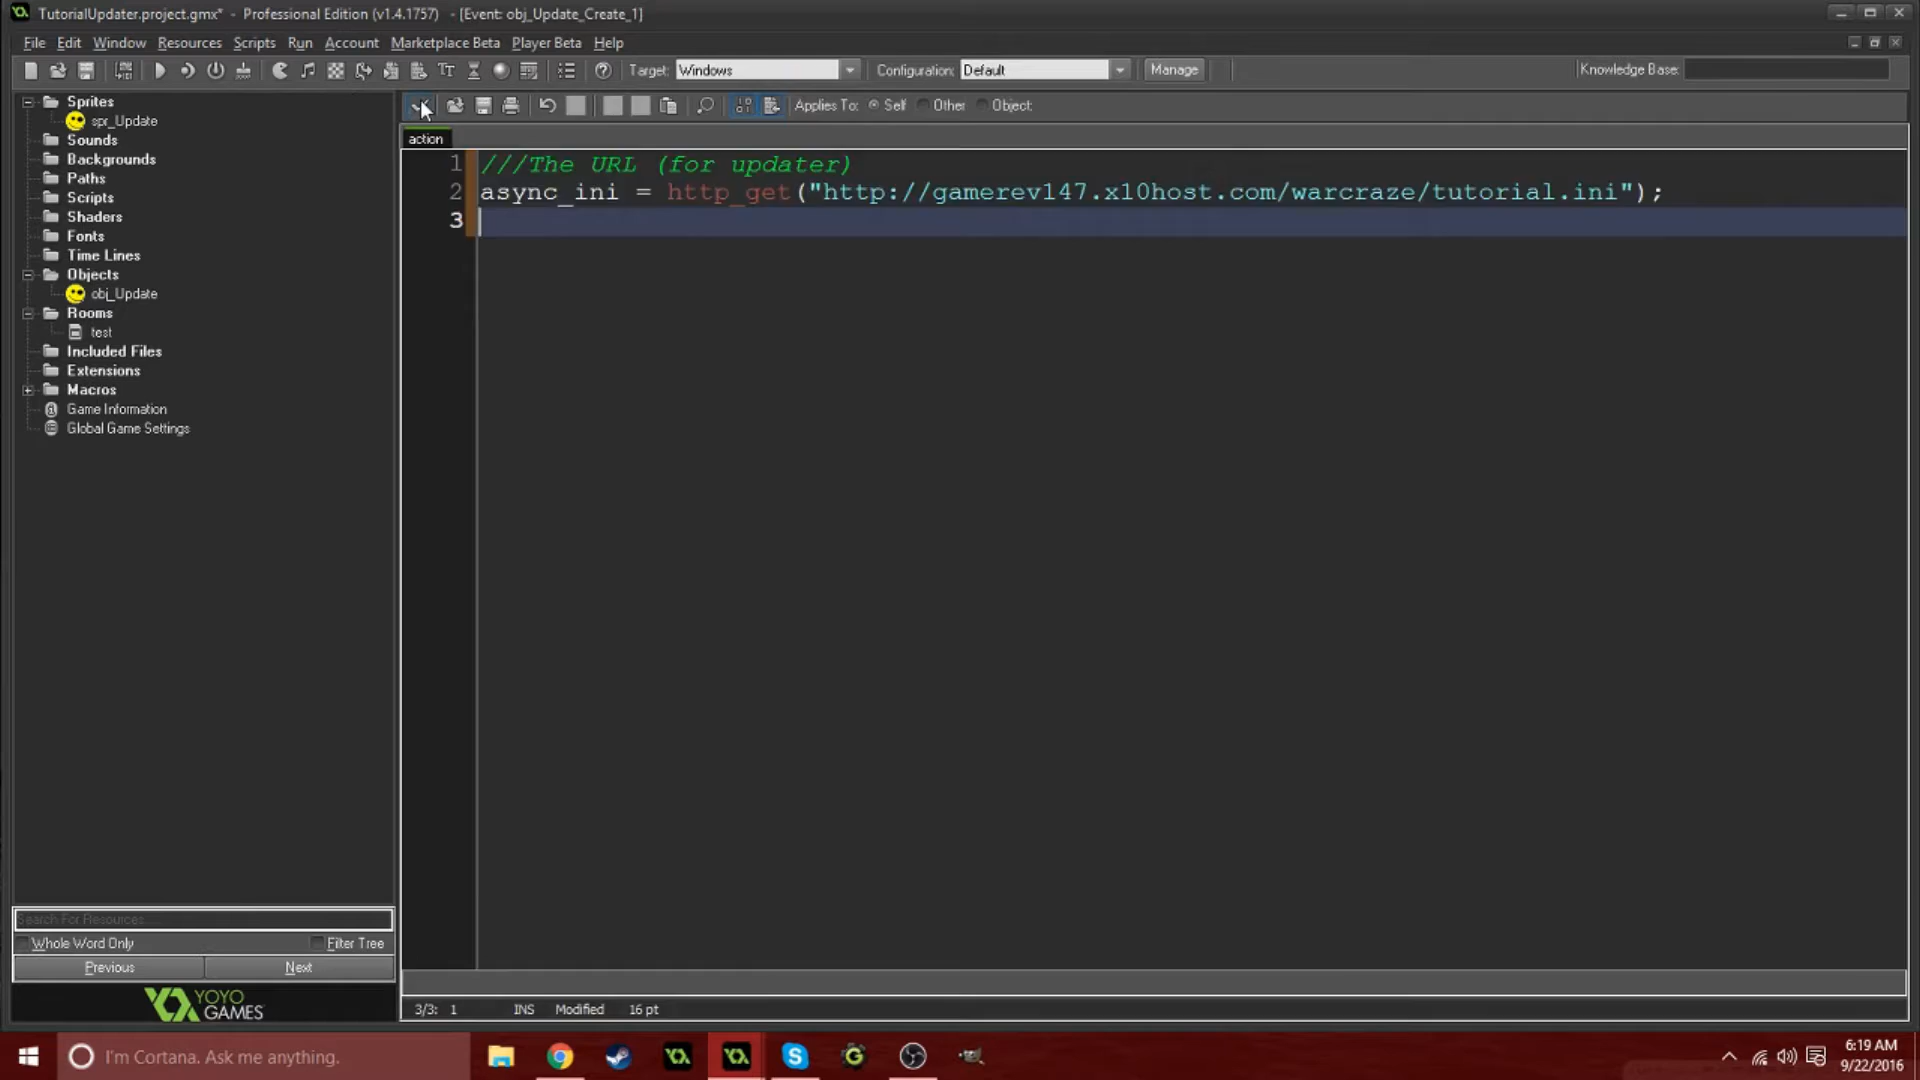 TutorialUpdater.project.gmx* - Professional Edition (v1.4.1757) - [Event: obj_Update_Create_1]
File Edit Window Resources Scripts Run Account Marketplace Beta Player Beta Help
Target: Windows Configuration: Default Manage Knowledge Base:
Applies To: Self Other Object:
action
1 ///The URL (for updater)
2 async_ini = http_get("http://gamerev147.x10host.com/warcraze/tutorial.ini");
3
Sprites
spr_Update
Sounds
Backgrounds
Paths
Scripts
Shaders
Fonts
Time Lines
Objects
obj_Update
Rooms
test
Included Files
Extensions
Macros
Game Information
Global Game Settings
Search For Resources...
Whole Word Only Filter Tree
Previous Next
YOYO
GAMES
3/3: 1 INS Modified 16 pt
I'm Cortana. Ask me anything.
6:19 AM
9/22/2016